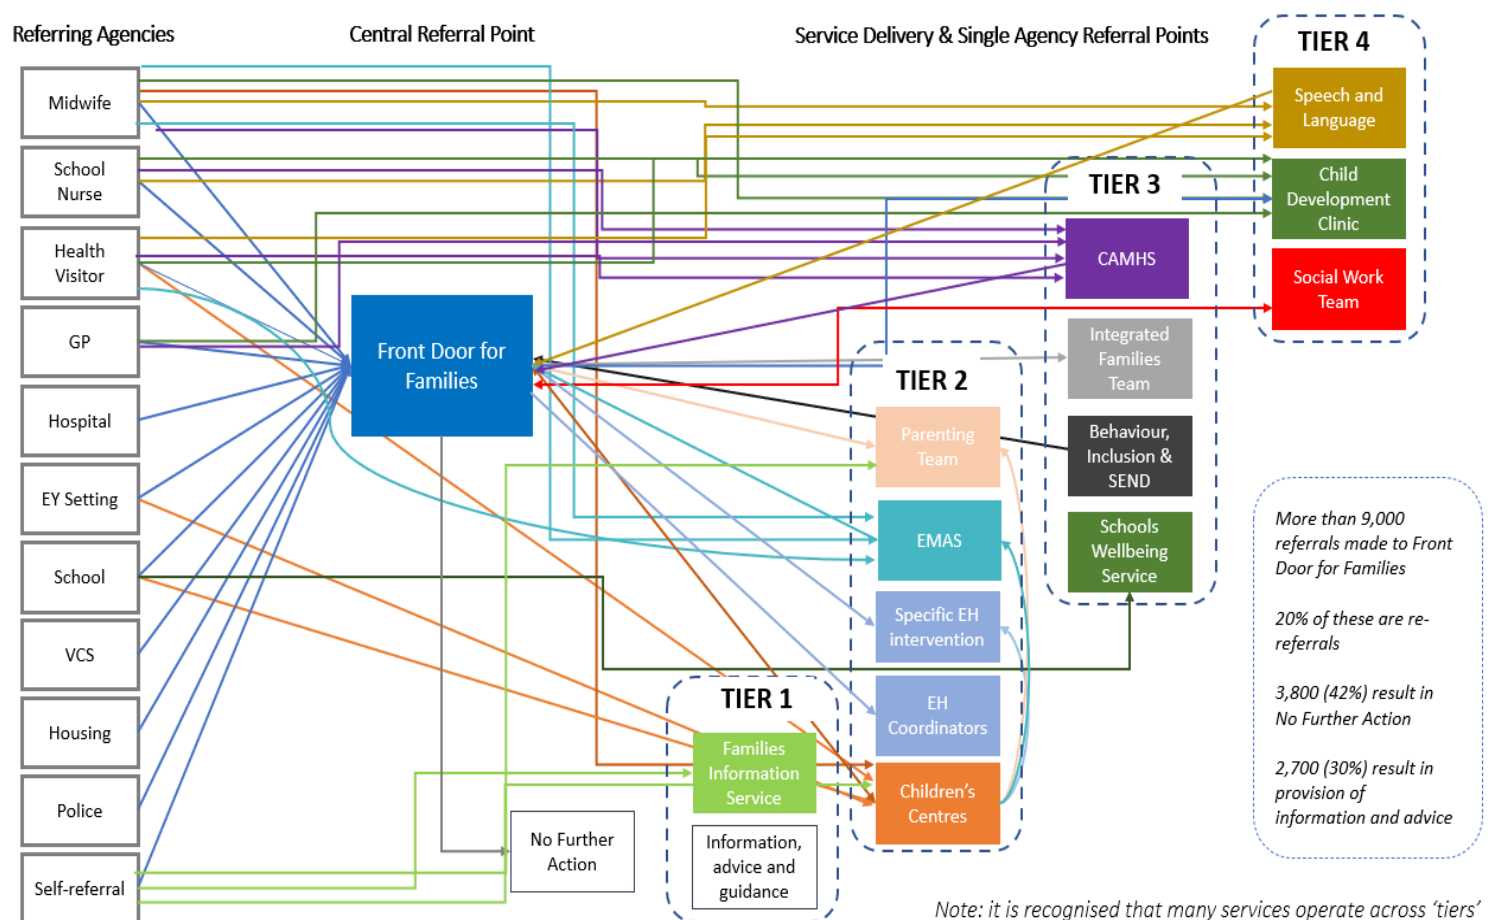 Referring Agencies
Central Referral Point
Service Delivery & Single Agency Referral Points
TIER 4
Midwife
School
Nurse
Health
Visitor
GP
Hospital
EY Setting
School
VCS
Housing
Police
Self-referral
Front Door for
Families
No Further
Action
TIER 1
Families
Information
Service
Information,
advice and
guidance
TIER 2
Parenting
Team
EMAS
Specific EH
intervention
EH
Coordinators
Children's
Centres
TIER 3
CAMHS
Integrated
Families
Team
Behaviour,
Inclusion &
SEND
Schools
Wellbeing
Service
Speech and
Language
Child
Development
Clinic
Social Work
Team
More than 9,000
referrals made to Front
Door for Families
20% of these are re-
referrals
3,800 (42%) result in
No Further Action
2,700 (30%) result in
provision of
information and advice
Note: it is recognised that many services operate across 'tiers'